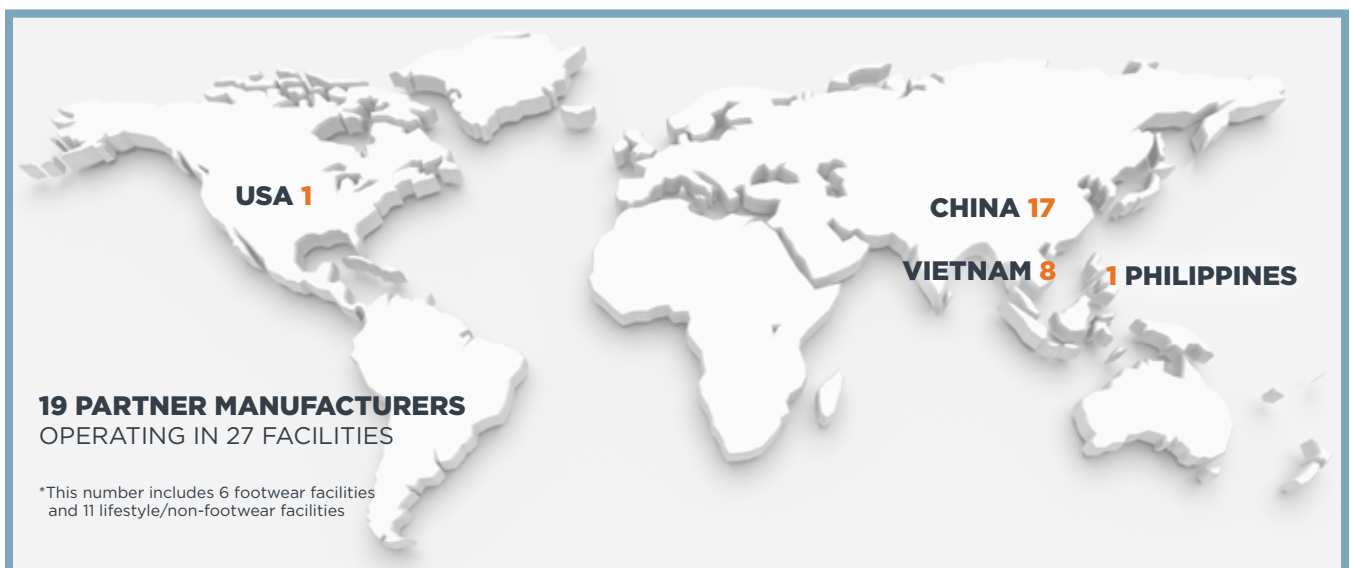 USA 1
CHINA 17
VIETNAM 8
1 PHILIPPINES
19 PARTNER MANUFACTURERS
OPERATING IN 27 FACILITIES
*This number includes 6 footwear facilities
and 11 lifestyle/non-footwear facilities